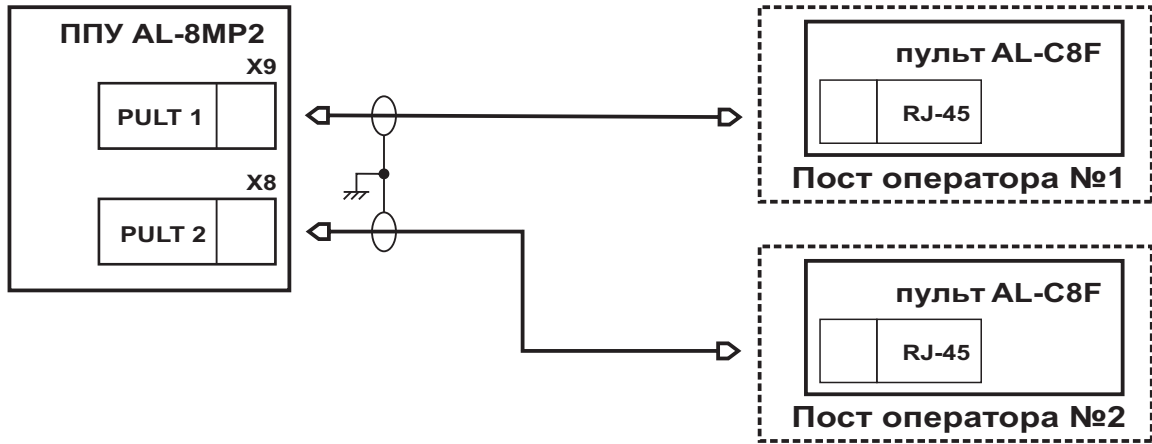 ППУ AL-8MP2
X9
PULT 1
X8
PULT 2
пульт AL-C8F
RJ-45
Пост оператора №1
пульт AL-C8F
RJ-45
Пост оператора №2